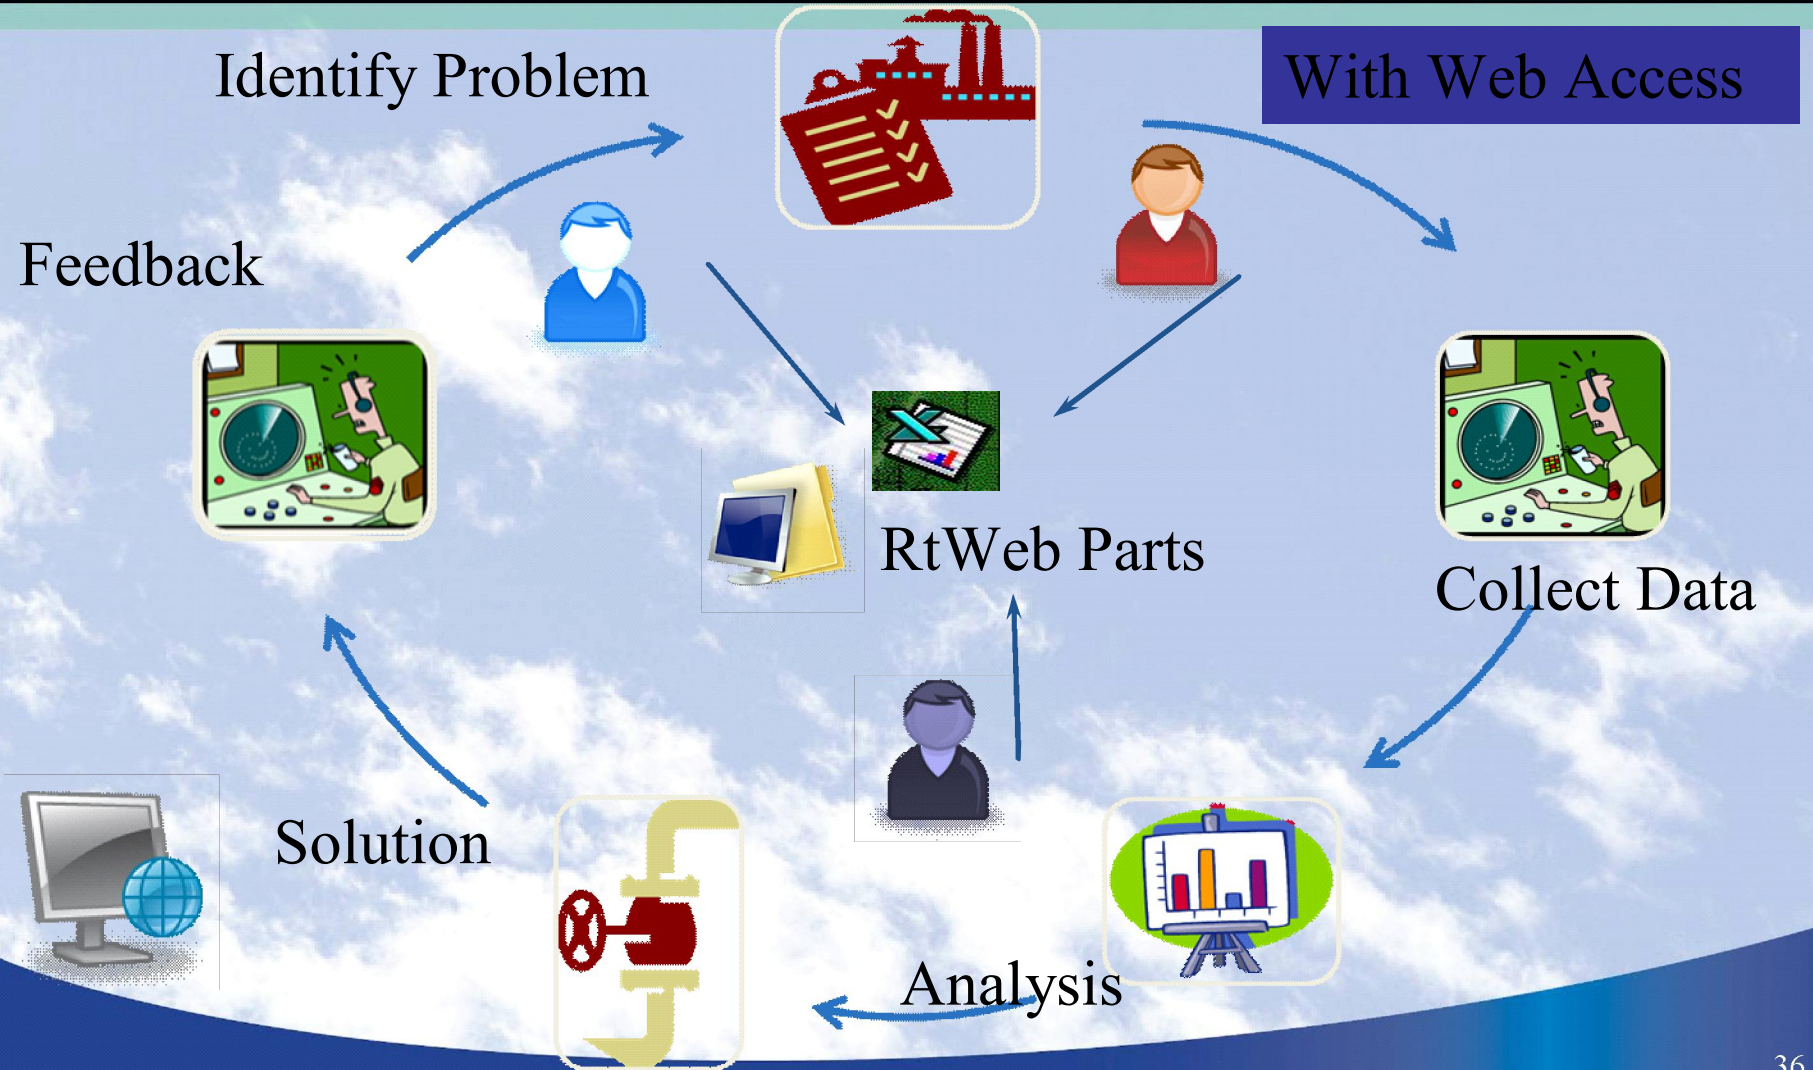 Identify Problem
With Web Access
Feedback
RtWeb Parts
Collect Data
Solution
Analysis
36